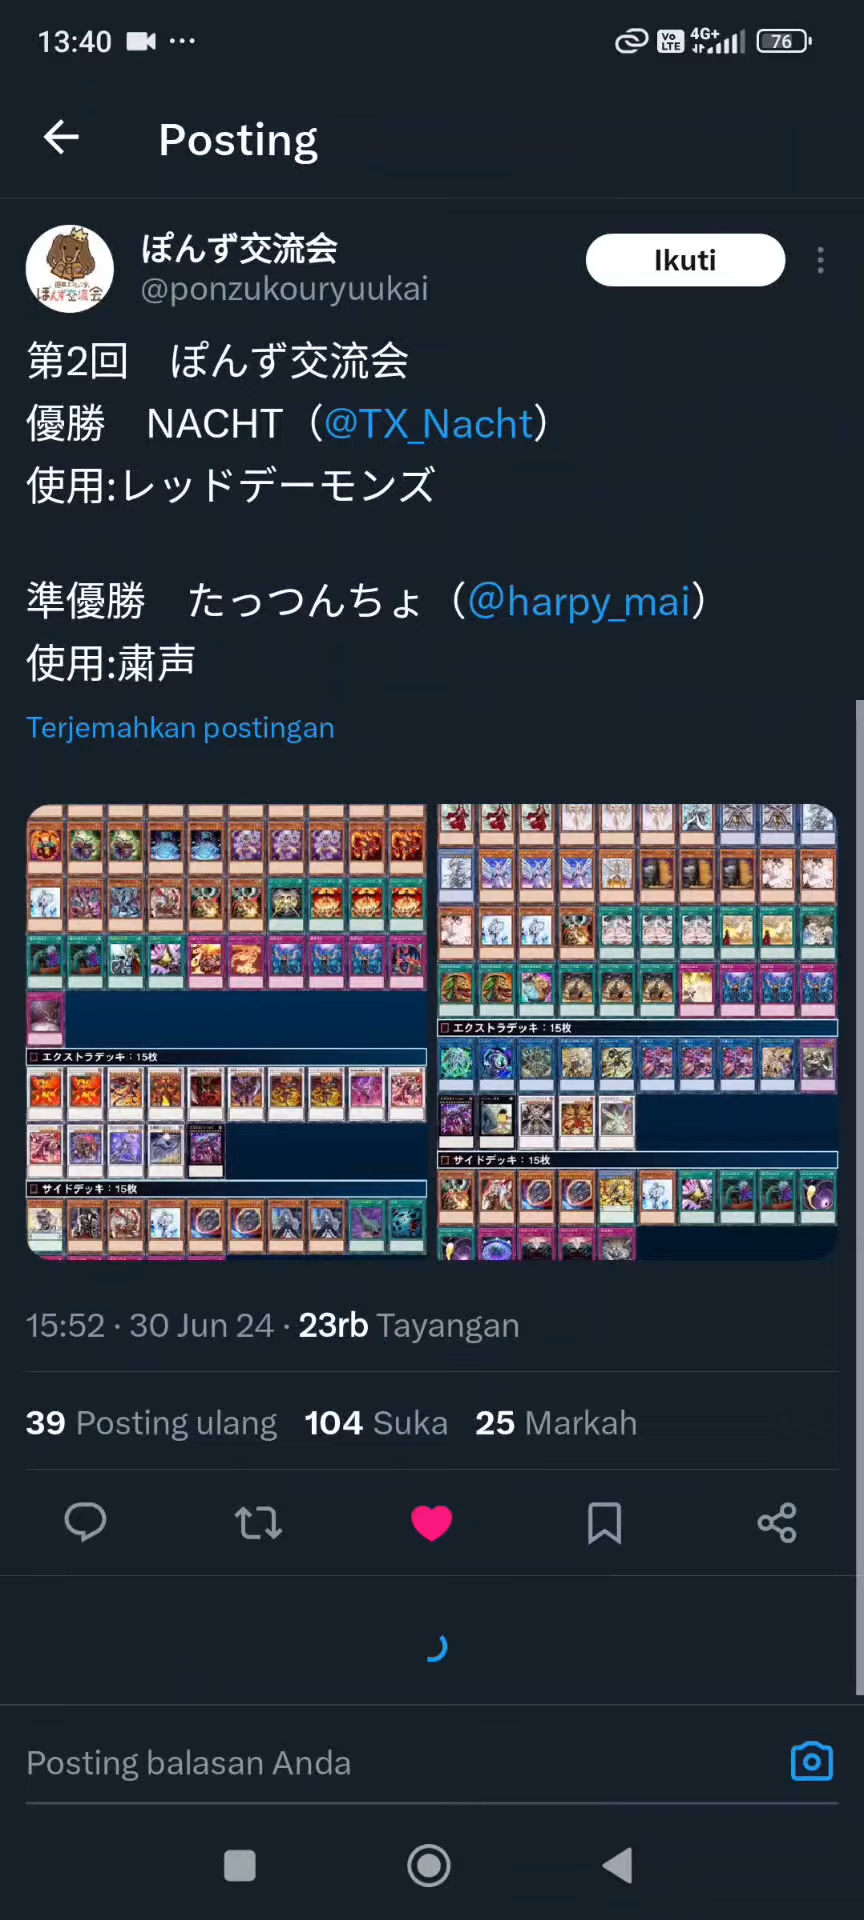 13:40
Vo LTE 4G+ 76
Posting
ぽんず交流会
Ikuti
@ponzukouryuukai
第2回　ぽんず交流会
優勝　NACHT（@TX_Nacht）
使用:レッドデーモンズ
準優勝　たっつんちょ（@harpy_mai）
使用:粛声
Terjemahkan postingan
エクストラデッキ：15枚
サイドデッキ：15枚
エクストラデッキ：15枚
サイドデッキ：15枚
15:52 · 30 Jun 24 · 23rb Tayangan
39 Posting ulang 104 Suka 25 Markah
Posting balasan Anda